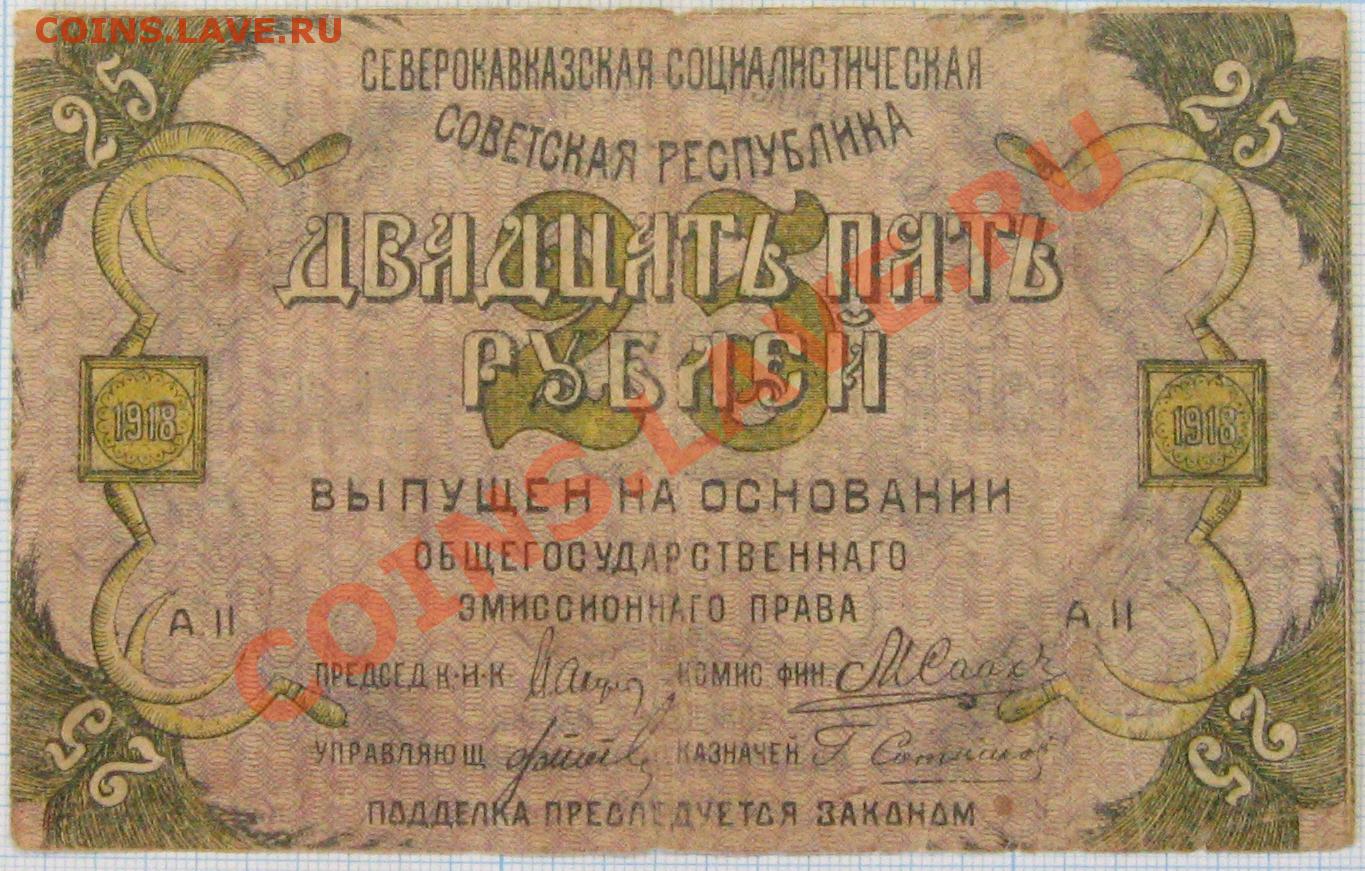 COINS.LAVE.RU
25
25
СЕВЕРОКАВКАЗСКАЯ СОЦИАЛИСТИЧЕСКАЯ
СОВЕТСКАЯ РЕСПУБЛИКА
25
ДВАДЦАТЬ ПЯТЬ
РУБЛЕЙ
1918
1918
ВЫПУЩЕН НА ОСНОВАНИИ
ОБЩЕГОСУДАРСТВЕННАГО
ЭМИССИОННАГО ПРАВА
А. II
А. II
COINS.LAVE.RU
ПРЕДСЕД К·И·К· КОМИС ФИН.
УПРАВЛЯЮЩ КАЗНАЧЕЙ
25
25
ПОДДЕЛКА ПРЕСЛЕДУЕТСЯ ЗАКОНОМ